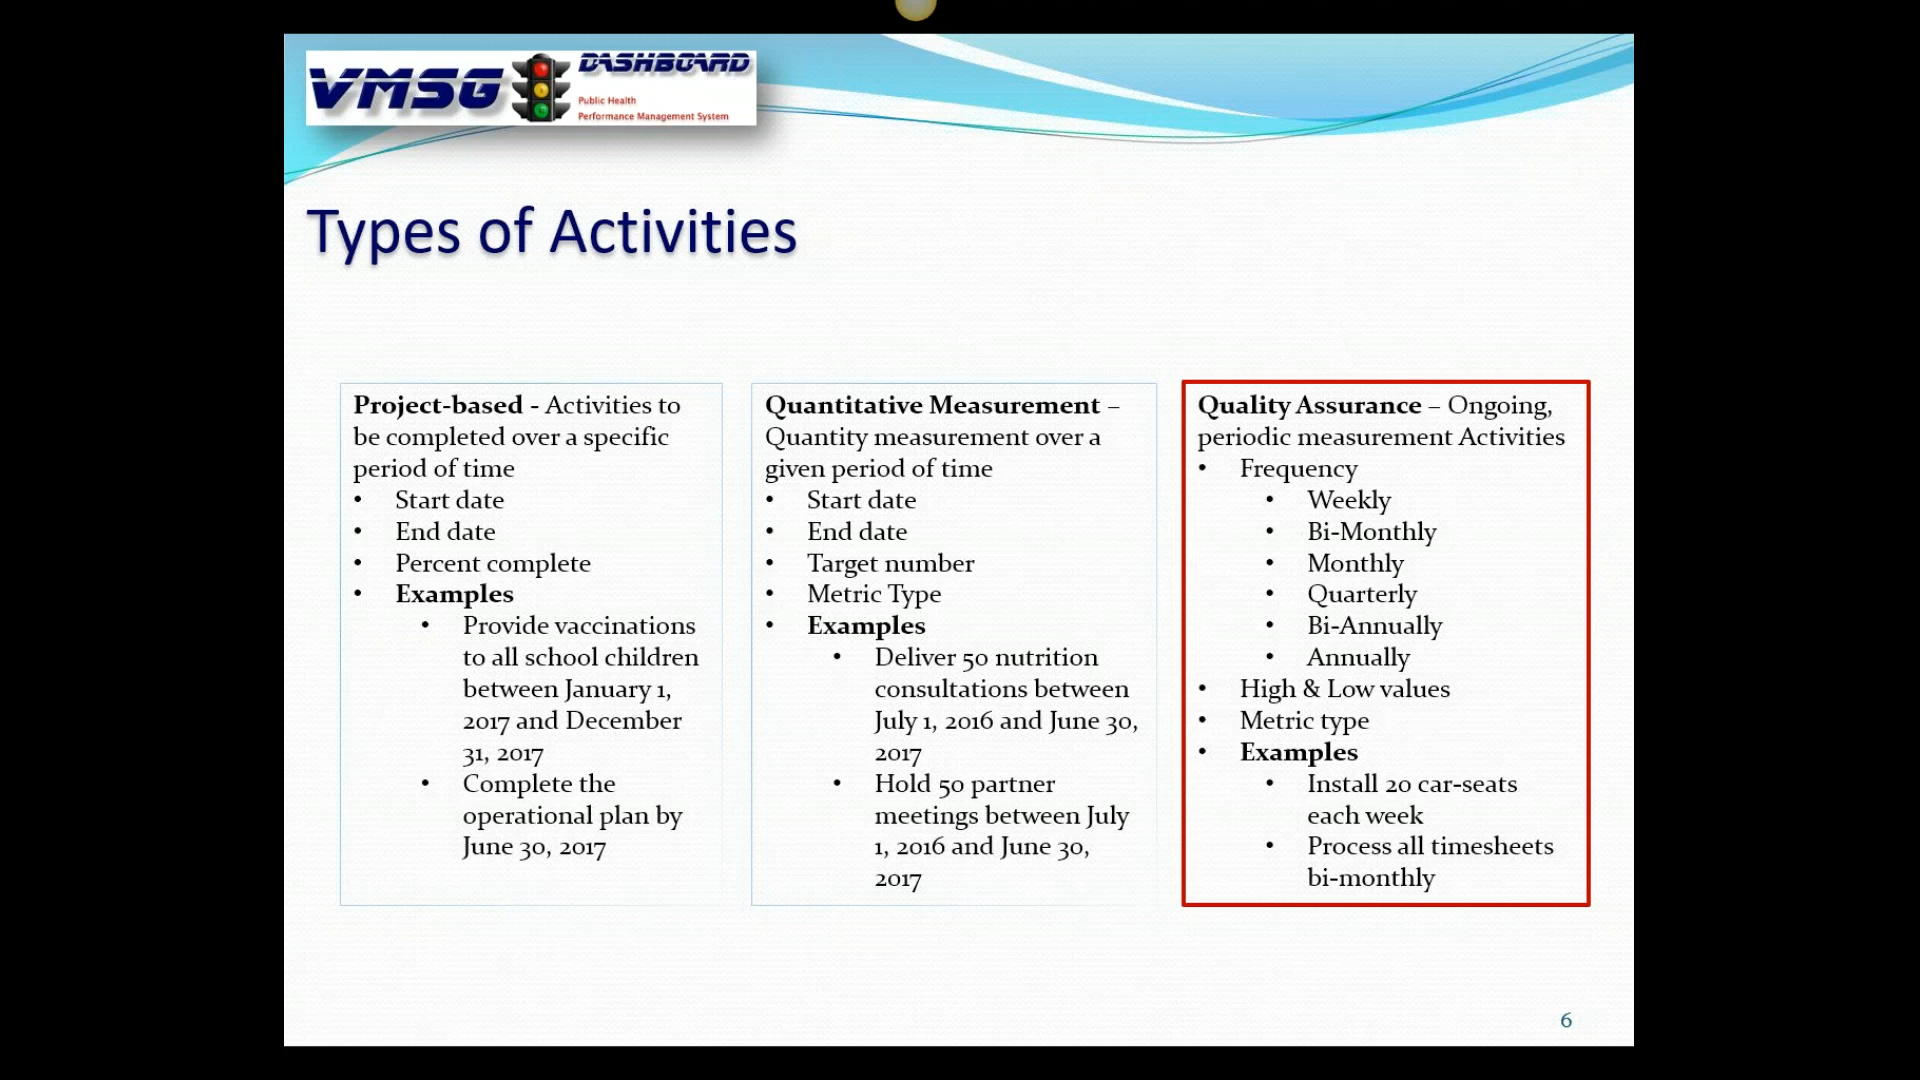 VMSG DASHBOARD
Public Health
Performance Management System
Types of Activities
Project-based - Activities to
be completed over a specific
period of time
• Start date
• End date
• Percent complete
• Examples
• Provide vaccinations
to all school children
between January 1,
2017 and December
31, 2017
• Complete the
operational plan by
June 30, 2017
Quantitative Measurement –
Quantity measurement over a
given period of time
• Start date
• End date
• Target number
• Metric Type
• Examples
• Deliver 50 nutrition
consultations between
July 1, 2016 and June 30,
2017
• Hold 50 partner
meetings between July
1, 2016 and June 30,
2017
Quality Assurance – Ongoing,
periodic measurement Activities
• Frequency
• Weekly
• Bi-Monthly
• Monthly
• Quarterly
• Bi-Annually
• Annually
• High & Low values
• Metric type
• Examples
• Install 20 car-seats
each week
• Process all timesheets
bi-monthly
6